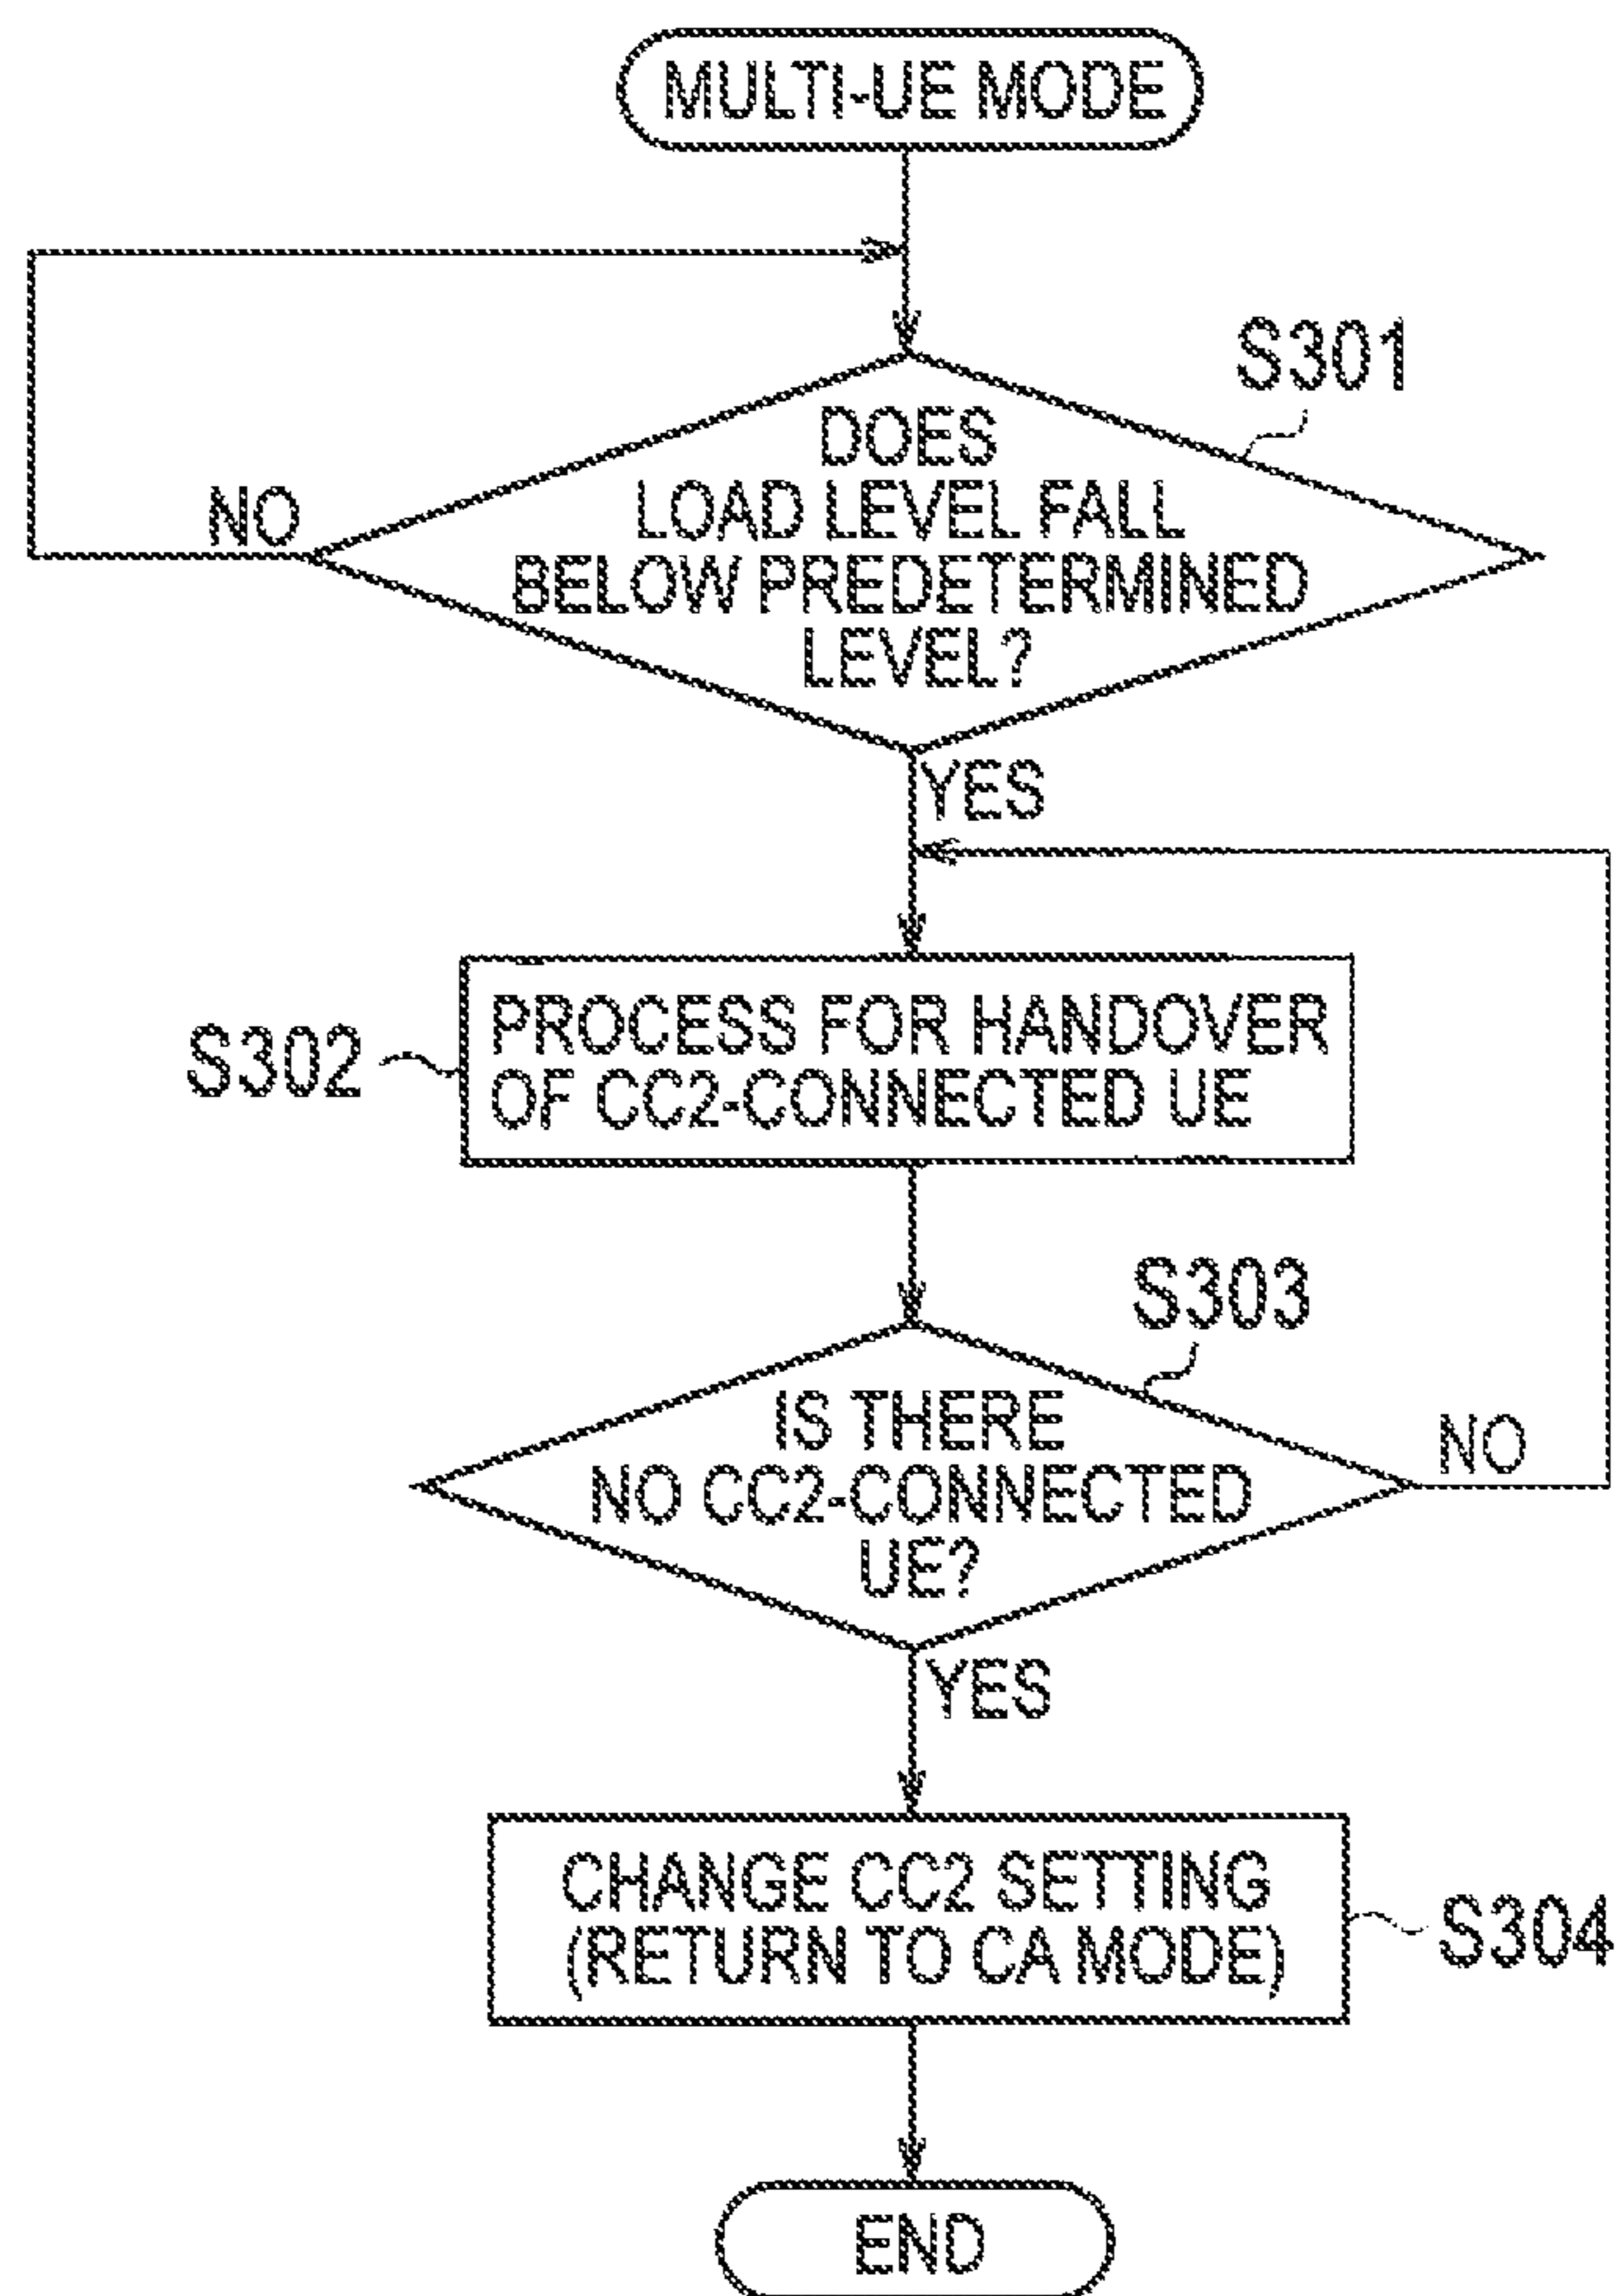 MULTI-UE MODE
S301
DOES
LOAD LEVEL FALL
BELOW PREDETERMINED
LEVEL?
NO
YES
S302
PROCESS FOR HANDOVER
OF CC2-CONNECTED UE
S303
IS THERE
NO CC2-CONNECTED
UE?
NO
YES
CHANGE CC2 SETTING
(RETURN TO CA MODE)
S304
END